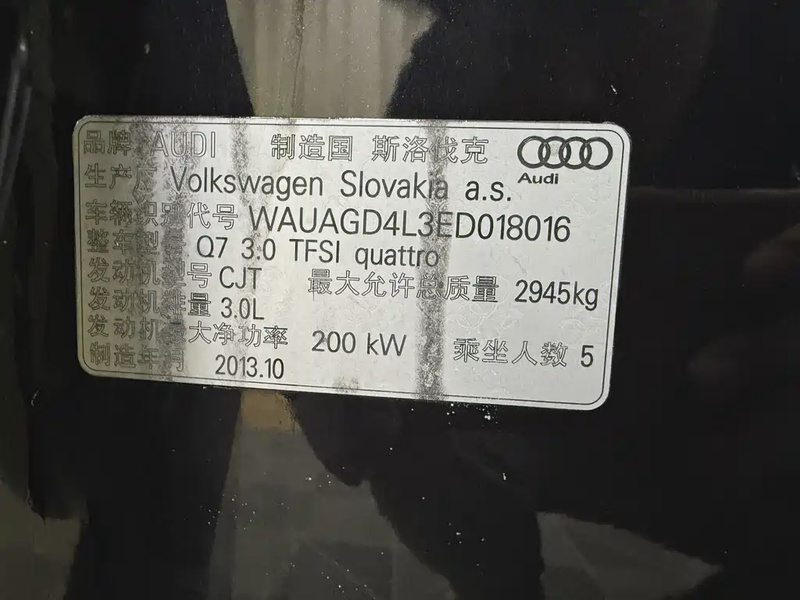 品牌 AUDI 制造国 斯洛伐克
Audi
生产厂 Volkswagen Slovakia a.s.
车辆识别代号 WAUAGD4L3ED018016
整车型号 Q7 3.0 TFSI quattro
发动机型号 CJT 最大允许总质量 2945kg
发动机排量 3.0L
发动机最大净功率 200 kW 乘坐人数 5
制造年月 2013.10